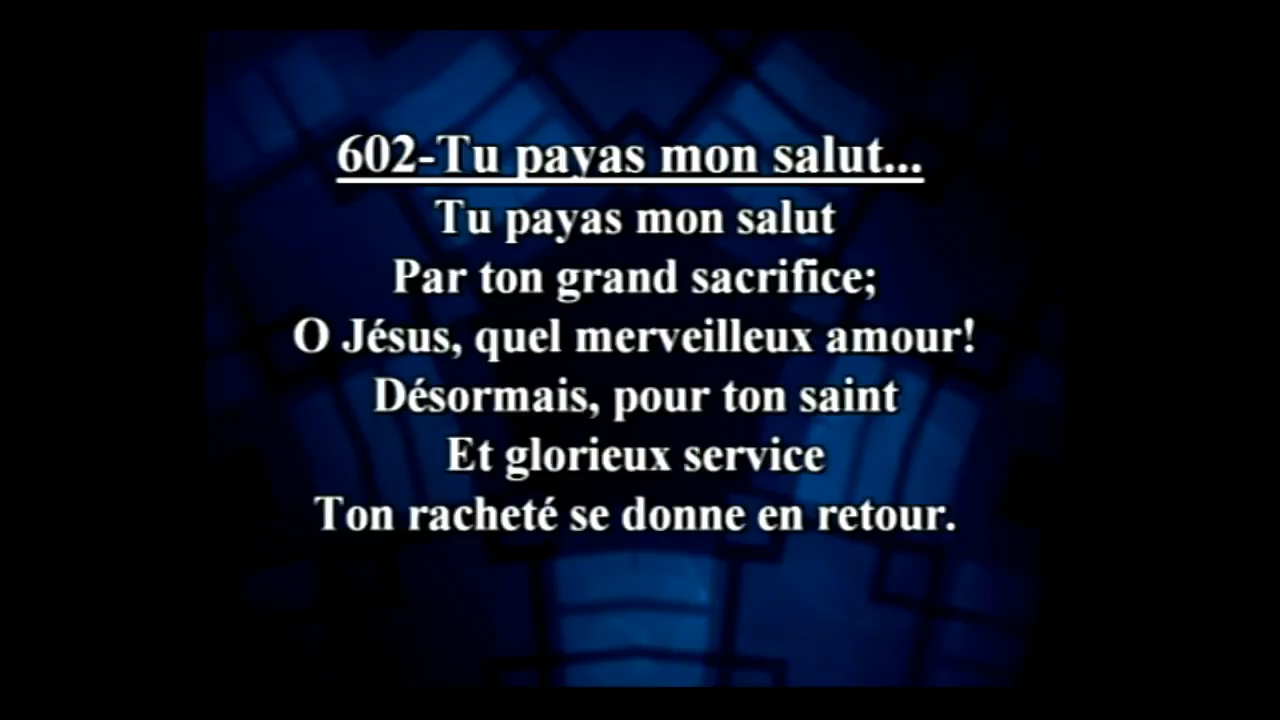 602-Tu payas mon salut...
Tu payas mon salut
Par ton grand sacrifice;
O Jésus, quel merveilleux amour!
Désormais, pour ton saint
Et glorieux service
Ton racheté se donne en retour.